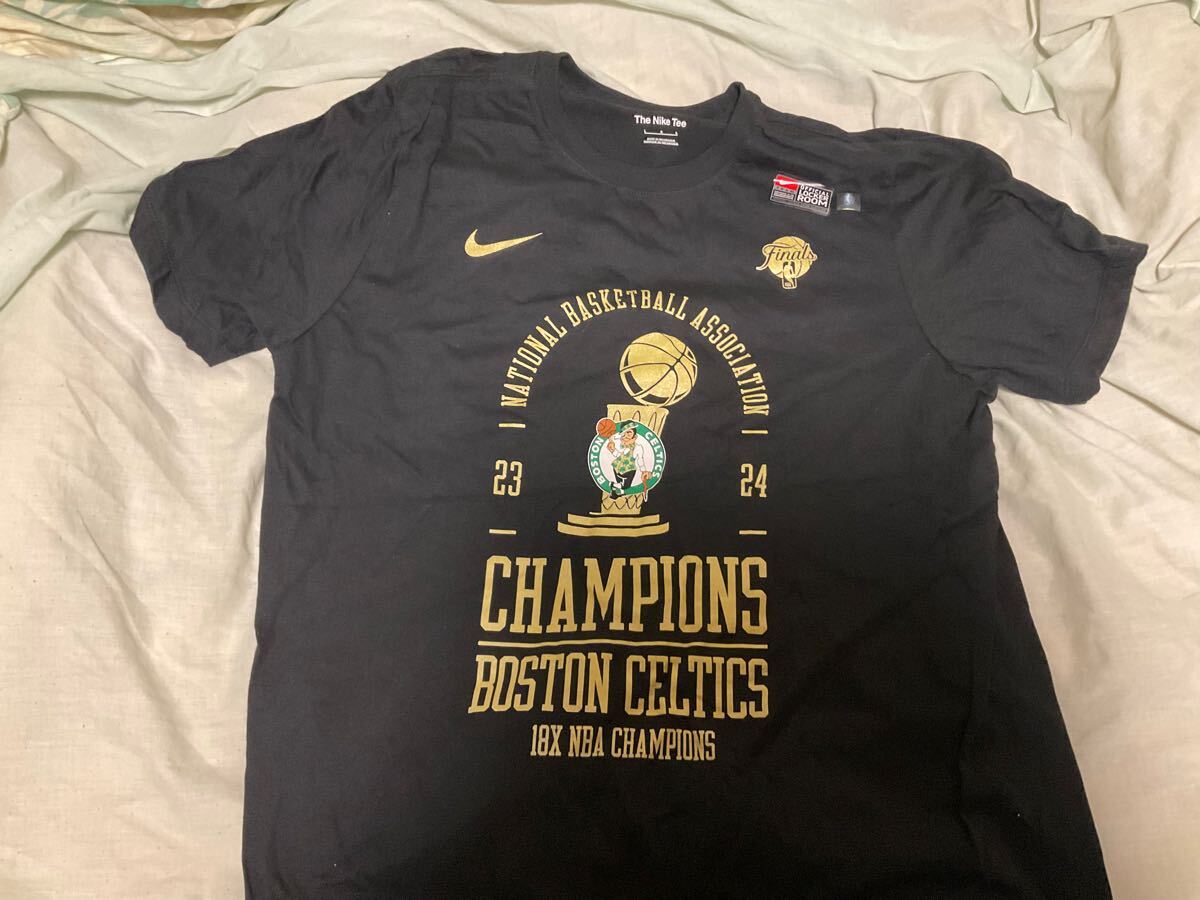 The Nike Tee
OFFICIAL
LOCKER
ROOM
Finals
NATIONAL BASKETBALL ASSOCIATION
BOSTON CELTICS
23 24
CHAMPIONS
BOSTON CELTICS
18X NBA CHAMPIONS